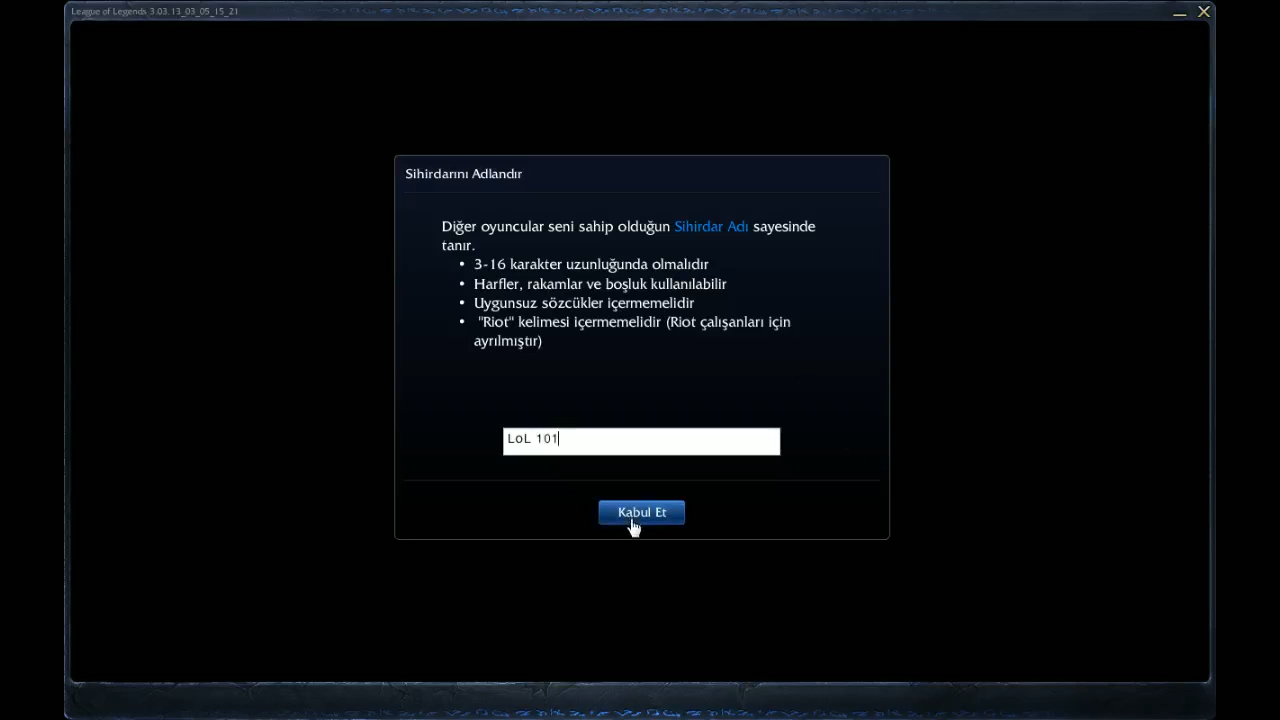 League of Legends 3.03.13_03_05_15_21
Sihirdarını Adlandır
Diğer oyuncular seni sahip olduğun Sihirdar Adı sayesinde
tanır.
• 3-16 karakter uzunluğunda olmalıdır
• Harfler, rakamlar ve boşluk kullanılabilir
• Uygunsuz sözcükler içermemelidir
• "Riot" kelimesi içermemelidir (Riot çalışanları için
ayrılmıştır)
LoL 101
Kabul Et